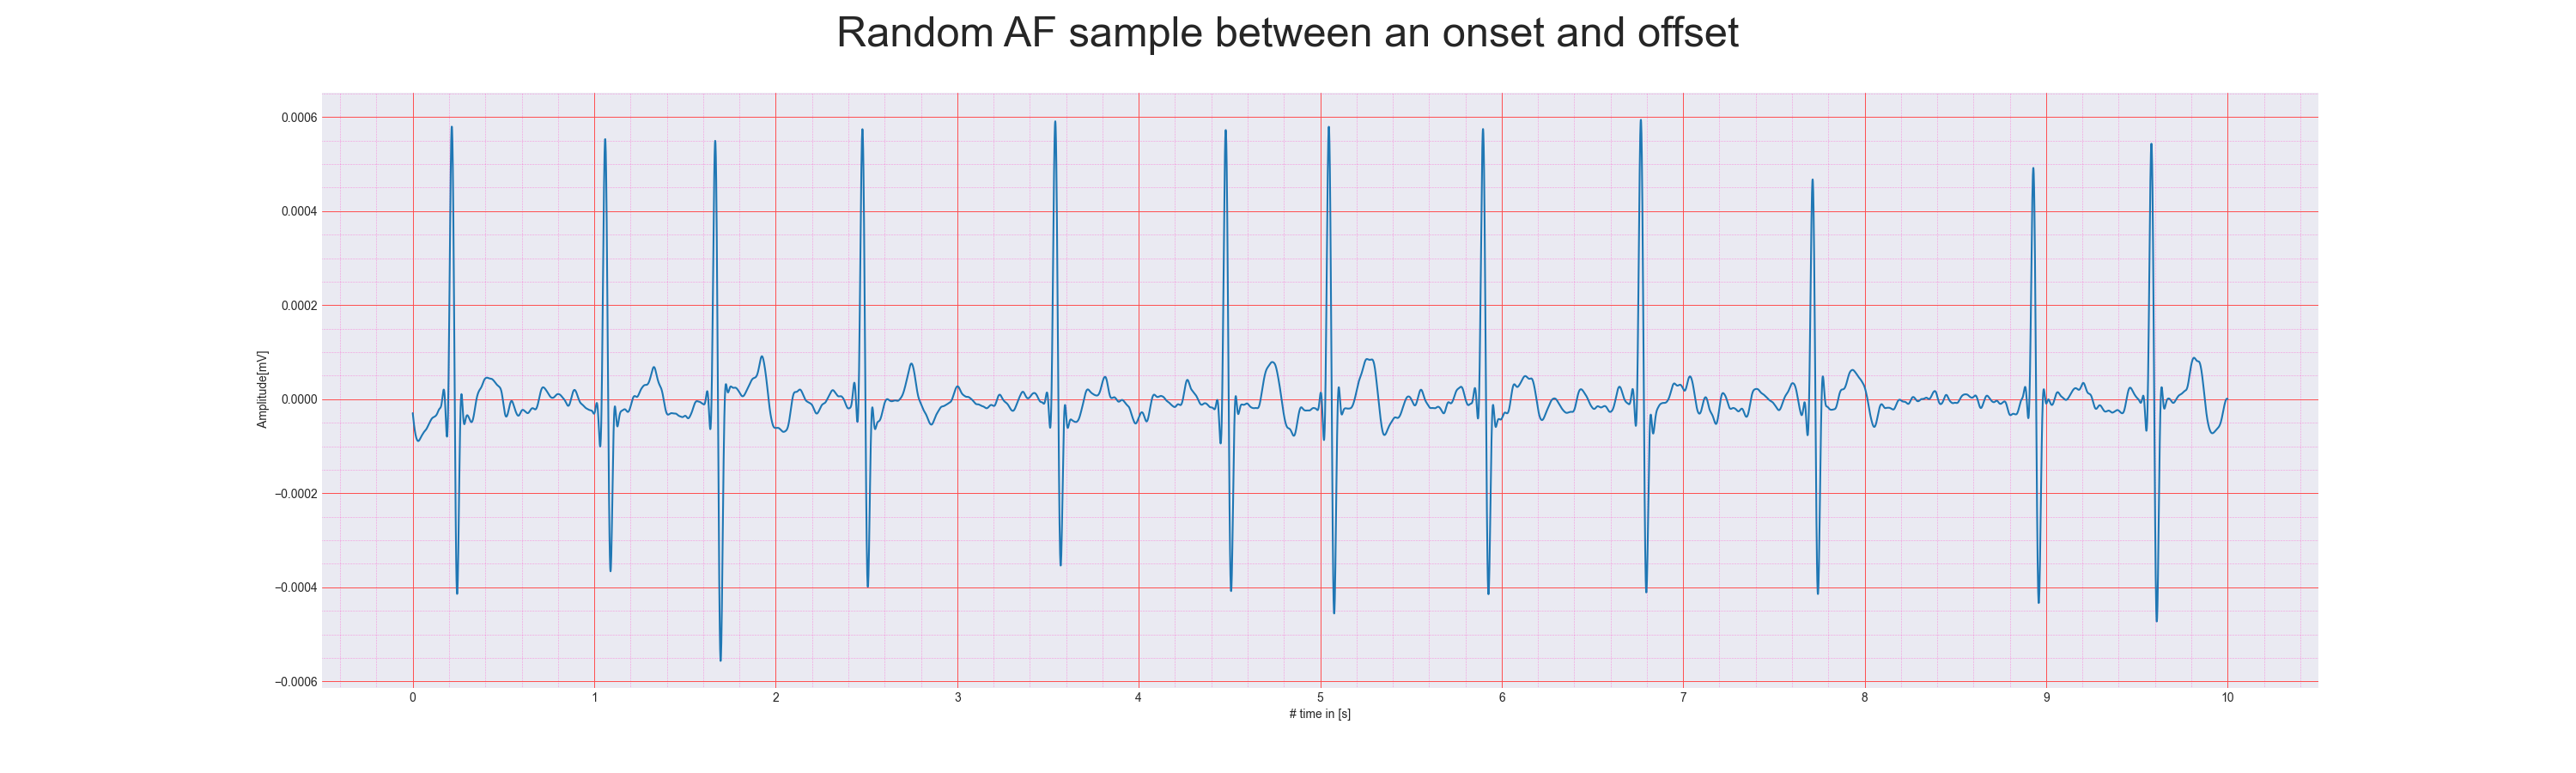 Random AF sample between an onset and offset
0.0006
0.0004
0.0002
0.0000
−0.0002
−0.0004
−0.0006
Amplitude[mV]
0 1 2 3 4 5 6 7 8 9 10
# time in [s]